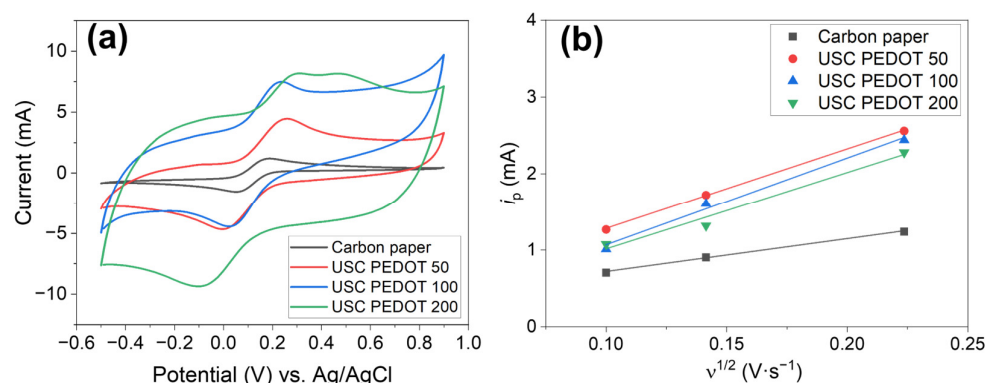 (a)
Current (mA)
10
5
0
−5
−10
Carbon paper
USC PEDOT 50
USC PEDOT 100
USC PEDOT 200
−0.6 −0.4 −0.2 0.0 0.2 0.4 0.6 0.8 1.0
Potential (V) vs. Ag/AgCl
(b)
Carbon paper
USC PEDOT 50
USC PEDOT 100
USC PEDOT 200
iₚ (mA)
4
3
2
1
0
0.10 0.15 0.20 0.25
ν¹ᐟ² (V·s⁻¹)